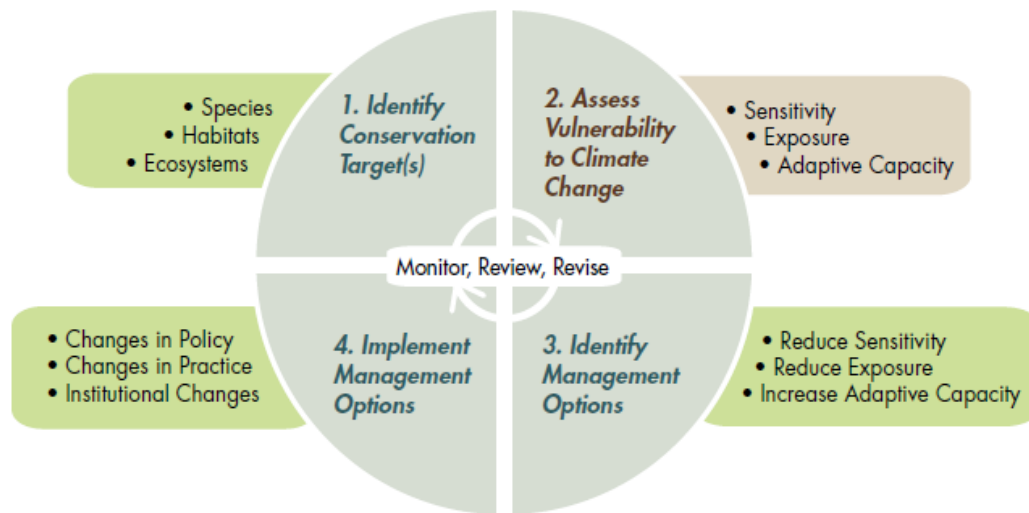 • Species
• Habitats
• Ecosystems
1. Identify
Conservation
Target(s)
2. Assess
Vulnerability
to Climate
Change
• Sensitivity
• Exposure
• Adaptive Capacity
Monitor, Review, Revise
• Changes in Policy
• Changes in Practice
• Institutional Changes
4. Implement
Management
Options
3. Identify
Management
Options
• Reduce Sensitivity
• Reduce Exposure
• Increase Adaptive Capacity